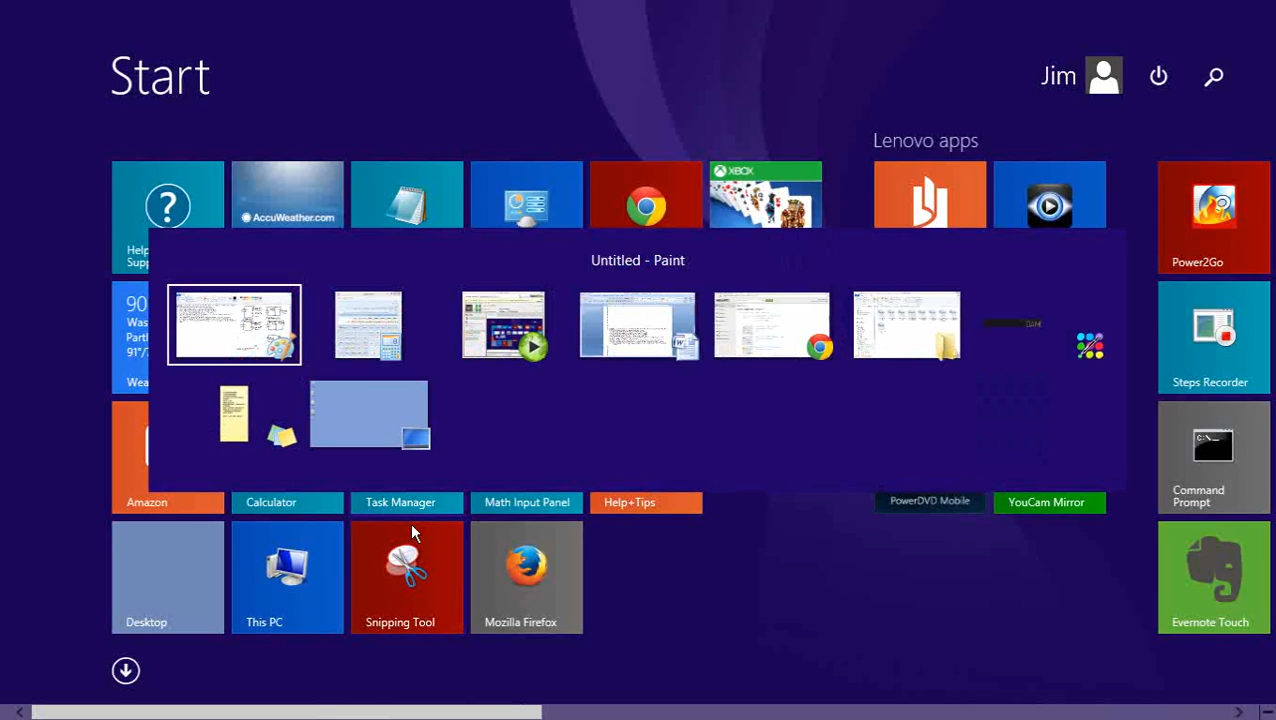 Start
Jim
Lenovo apps
?
AccuWeather.com
XBOX
Help
Supp
Power2Go
Untitled - Paint
90
Was
Part
91°/
Wea
Steps Recorder
Amazon
Calculator
Task Manager
Math Input Panel
Help+Tips
PowerDVD Mobile
YouCam Mirror
C:\_
Command
Prompt
Desktop
This PC
Snipping Tool
Mozilla Firefox
Evernote Touch